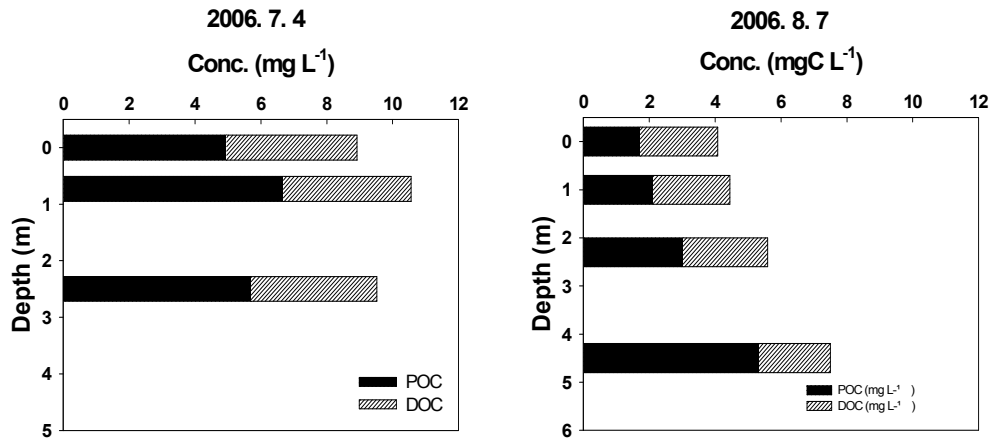 2006. 7. 4
Conc. (mg L⁻¹)
0 2 4 6 8 10 12
0
1
2
3
4
5
Depth (m)
POC
DOC
2006. 8. 7
Conc. (mgC L⁻¹)
0 2 4 6 8 10 12
0
1
2
3
4
5
6
Depth (m)
POC (mg L-¹ )
DOC (mg L-¹ )